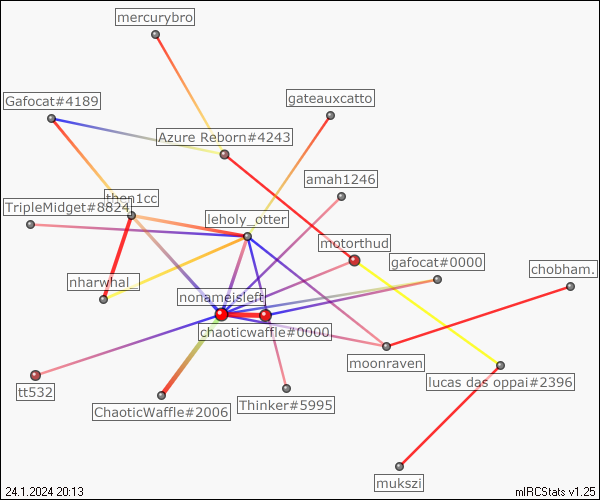 mercurybro
Gafocat#4189
gateauxcatto
Azure Reborn#4243
amah1246
then1cc
TripleMidget#8824
leholy_otter
motorthud
gafocat#0000
chobham.
nharwhal_
nonameisleft
chaoticwaffle#0000
moonraven
lucas das oppai#2396
tt532
ChaoticWaffle#2006
Thinker#5995
mukszi
24.1.2024 20:13
mIRCStats v1.25